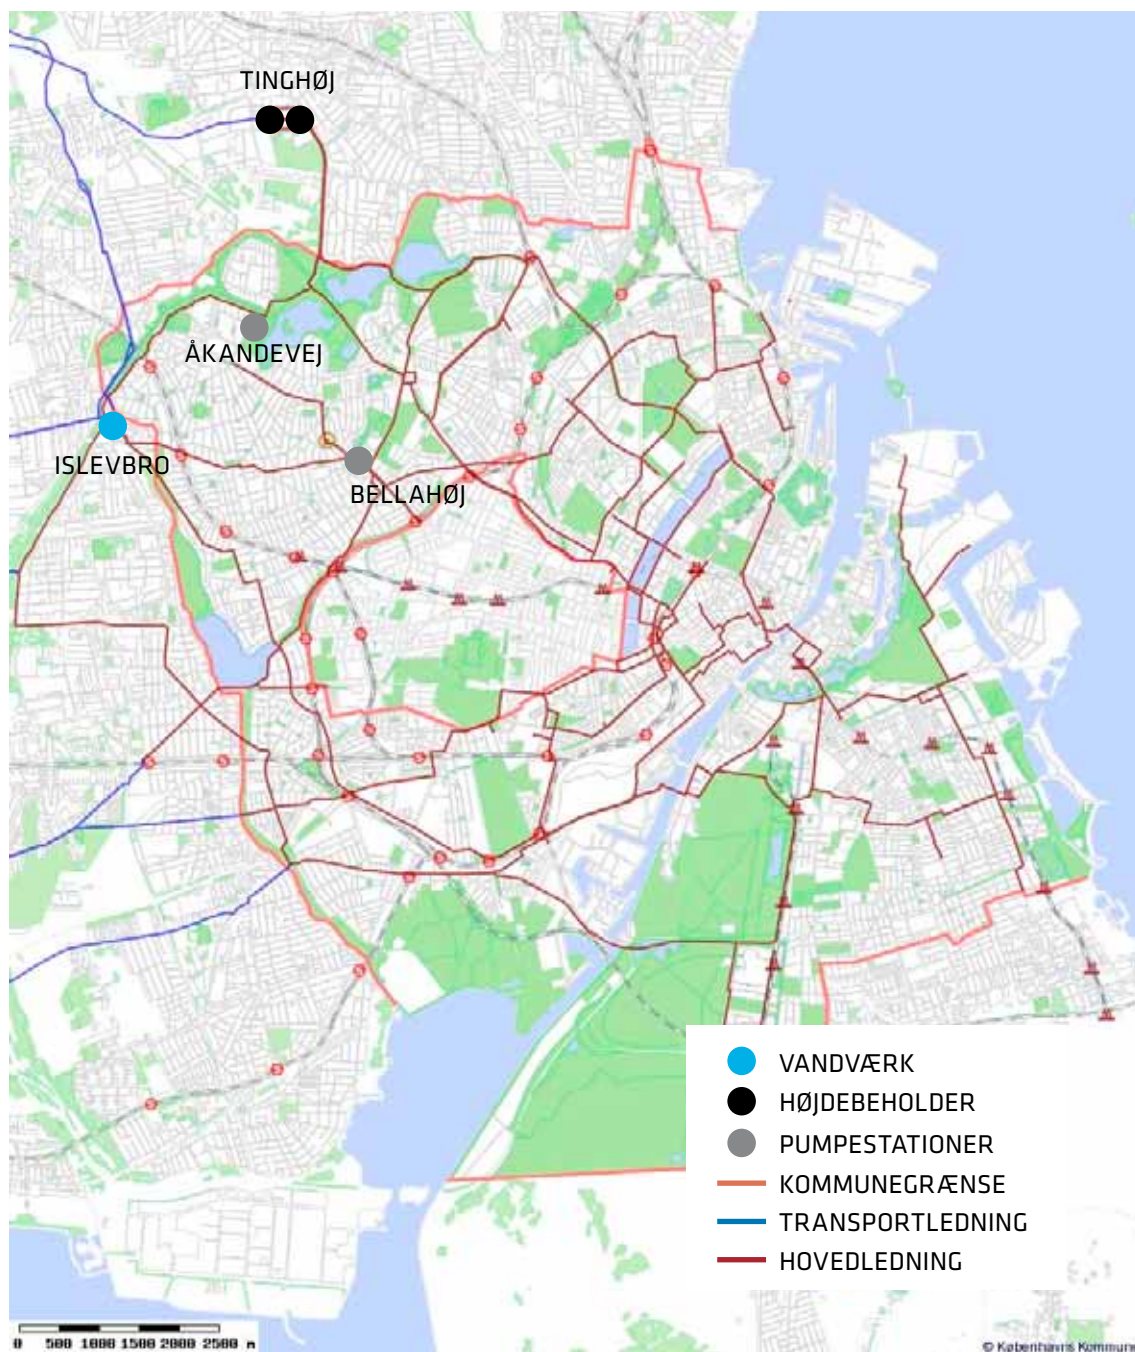 TINGHØJ
ÅKANDEVEJ
ISLEVBRO
BELLAHØJ
VANDVÆRK
HØJDEBEHOLDER
PUMPESTATIONER
KOMMUNEGRÆNSE
TRANSPORTLEDNING
HOVEDLEDNING
0 500 1000 1500 2000 2500 m
© Københavns Kommune